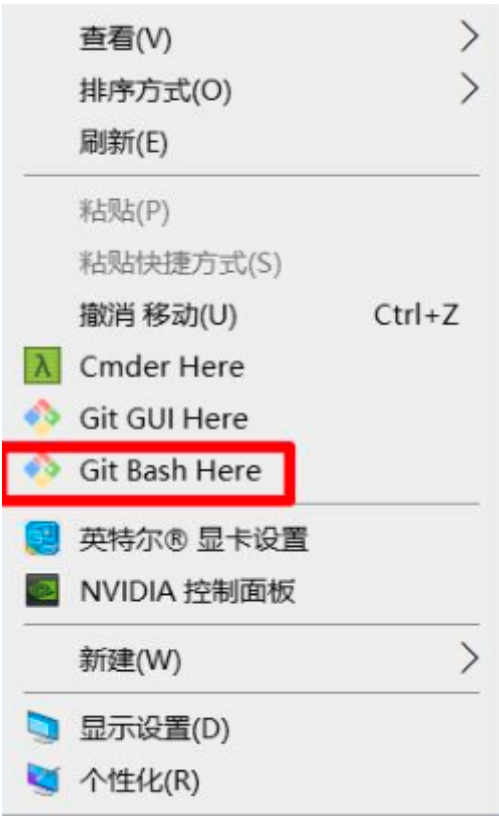 查看(V)
排序方式(O)
刷新(E)
粘贴(P)
粘贴快捷方式(S)
撤消 移动(U) Ctrl+Z
λ Cmder Here
Git GUI Here
Git Bash Here
英特尔® 显卡设置
NVIDIA 控制面板
新建(W)
显示设置(D)
个性化(R)